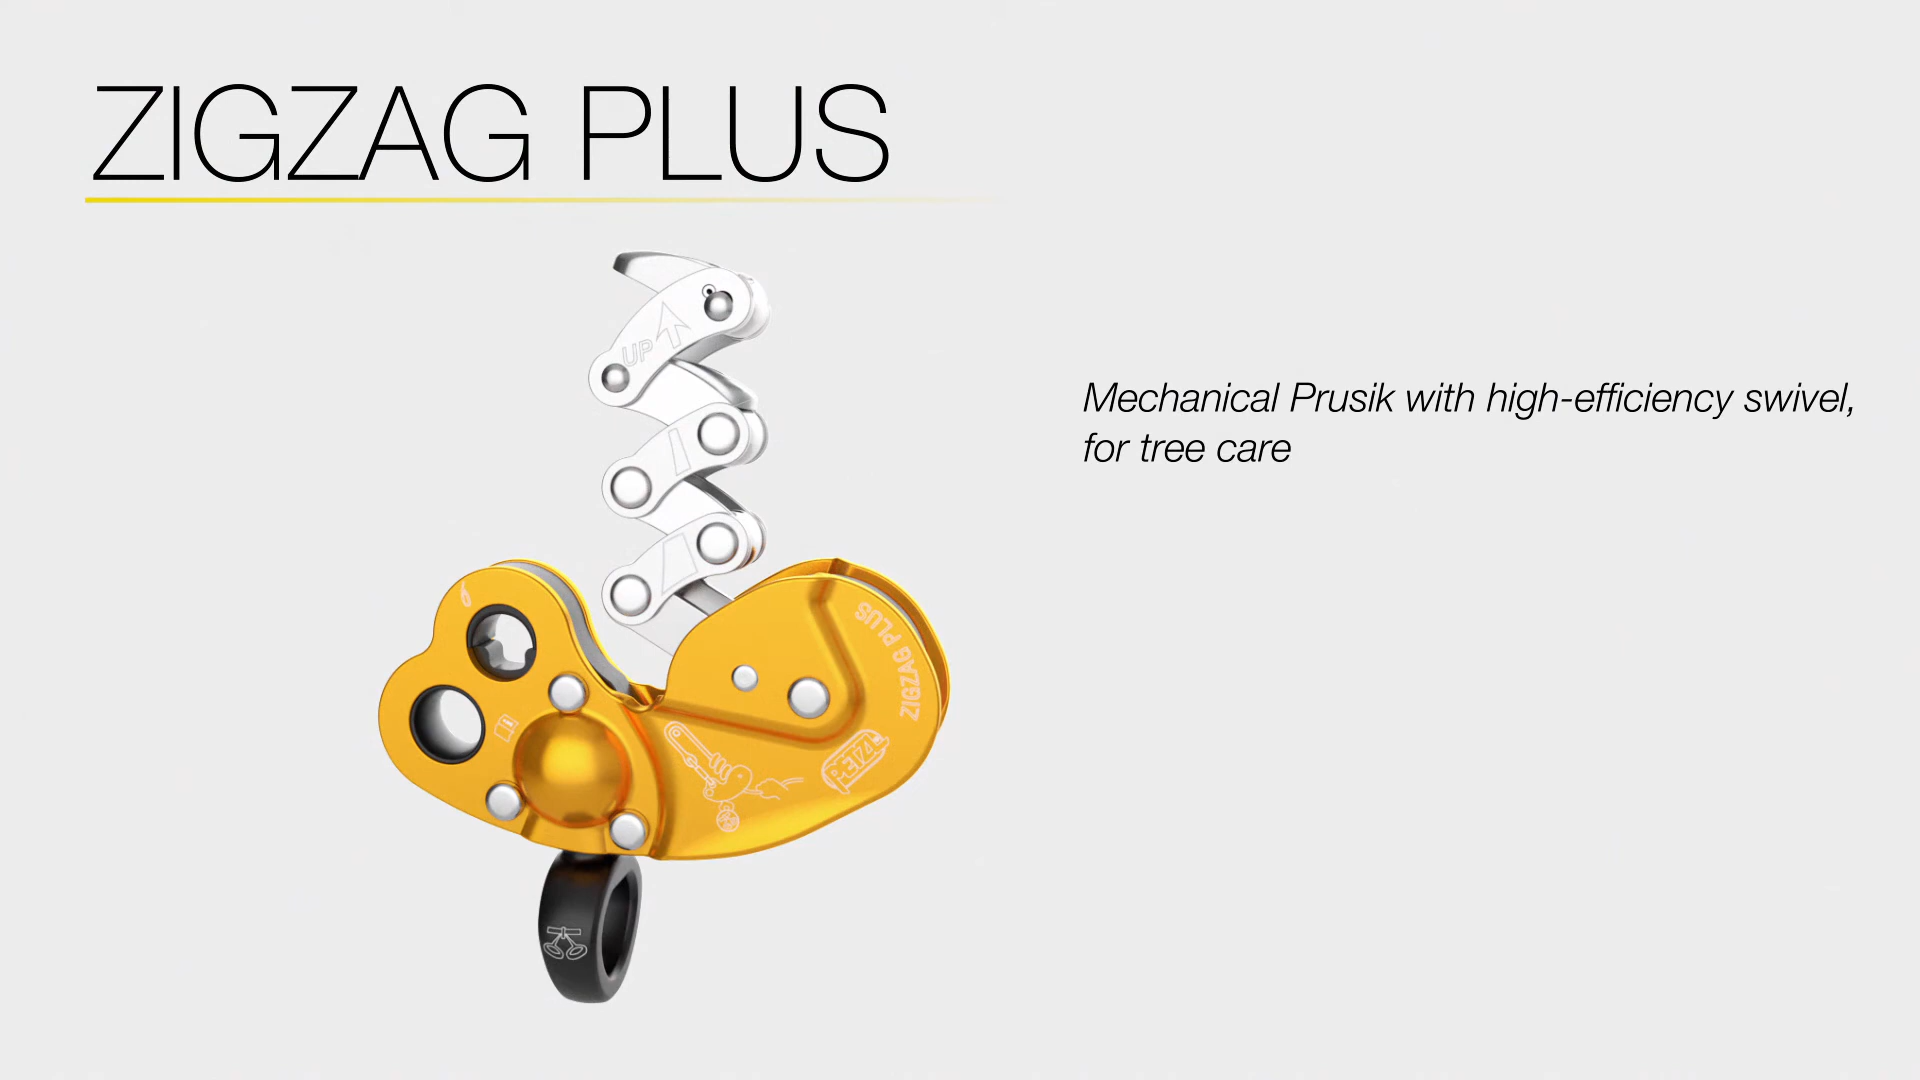 ZIGZAG PLUS
UP
Mechanical Prusik with high-efficiency swivel,
for tree care
ZIGZAG PLUS
PETZL